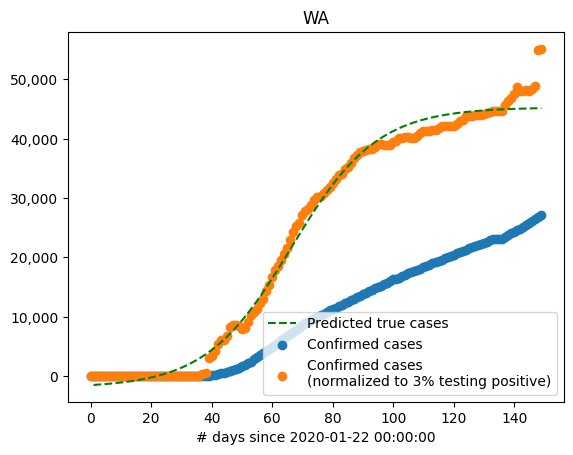 WA
50,000
40,000
30,000
20,000
10,000
0
Predicted true cases
Confirmed cases
Confirmed cases
(normalized to 3% testing positive)
0 20 40 60 80 100 120 140
# days since 2020-01-22 00:00:00